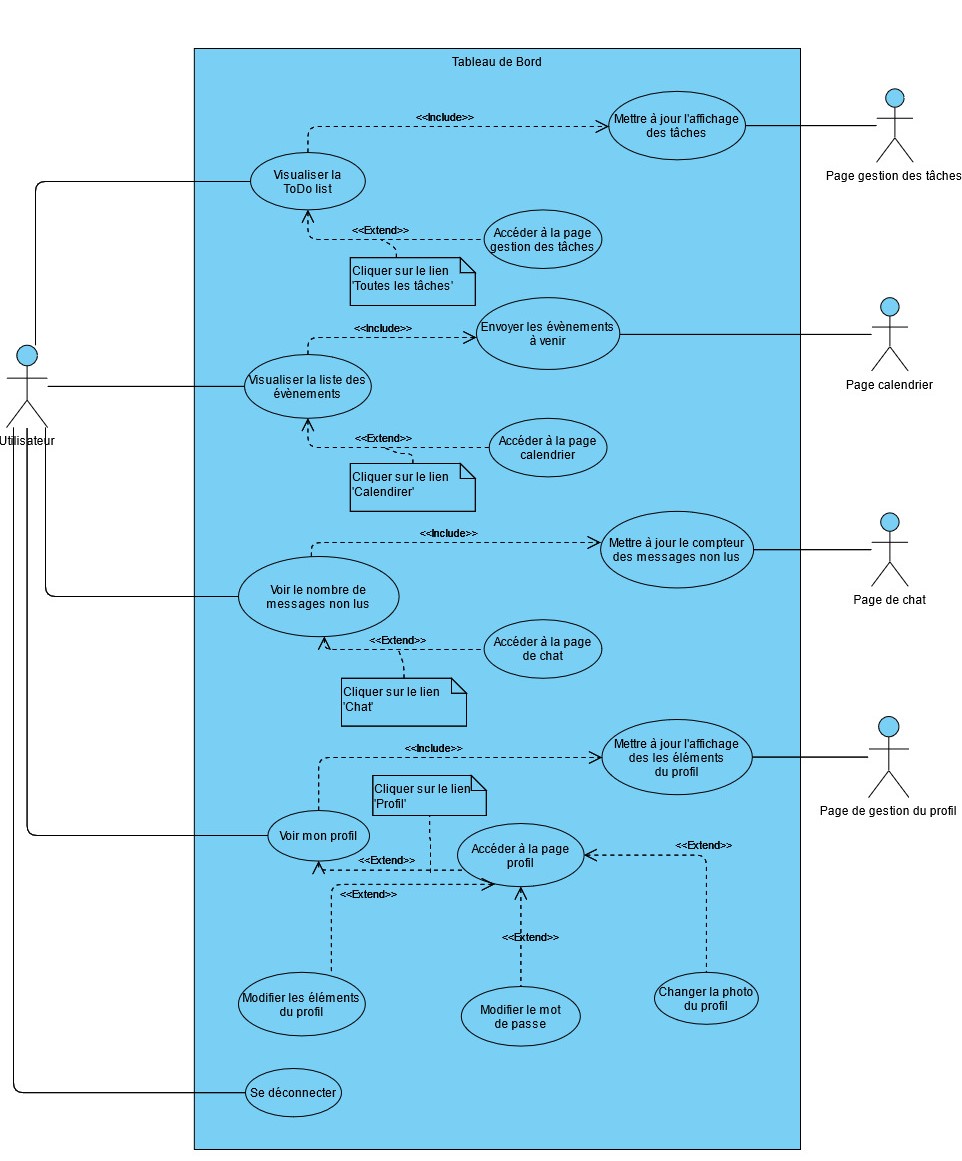 Tableau de Bord
<<Include>>
Mettre à jour l'affichage
des tâches
Page gestion des tâches
Visualiser la
ToDo list
<<Extend>>
Accéder à la page
gestion des tâches
Cliquer sur le lien
'Toutes les tâches'
<<Include>>
Envoyer les évènements
à venir
Page calendrier
Visualiser la liste des
évènements
Utilisateur
<<Extend>>
Accéder à la page
calendrier
Cliquer sur le lien
'Calendirer'
<<Include>>
Mettre à jour le compteur
des messages non lus
Page de chat
Voir le nombre de
messages non lus
<<Extend>>
Accéder à la page
de chat
Cliquer sur le lien
'Chat'
<<Include>>
Mettre à jour l'affichage
des les éléments
du profil
Page de gestion du profil
Cliquer sur le lien
'Profil'
Voir mon profil
<<Extend>>
Accéder à la page
profil
<<Extend>>
<<Extend>>
<<Extend>>
Modifier les éléments
du profil
Modifier le mot
de passe
Changer la photo
du profil
Se déconnecter